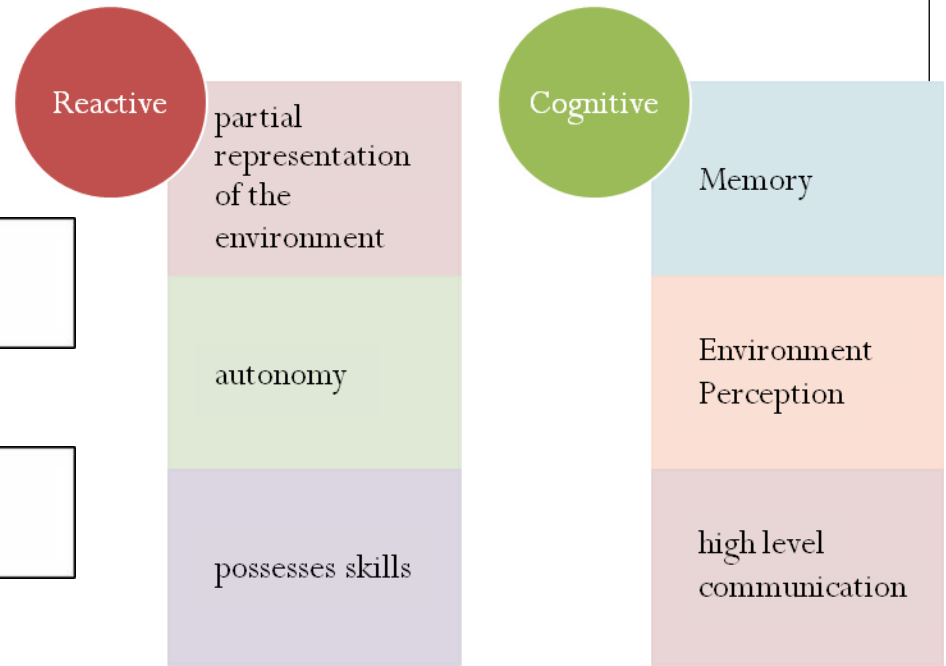 Reactive
partial
representation
of the
environment
autonomy
possesses skills
Cognitive
Memory
Environment
Perception
high level
communication